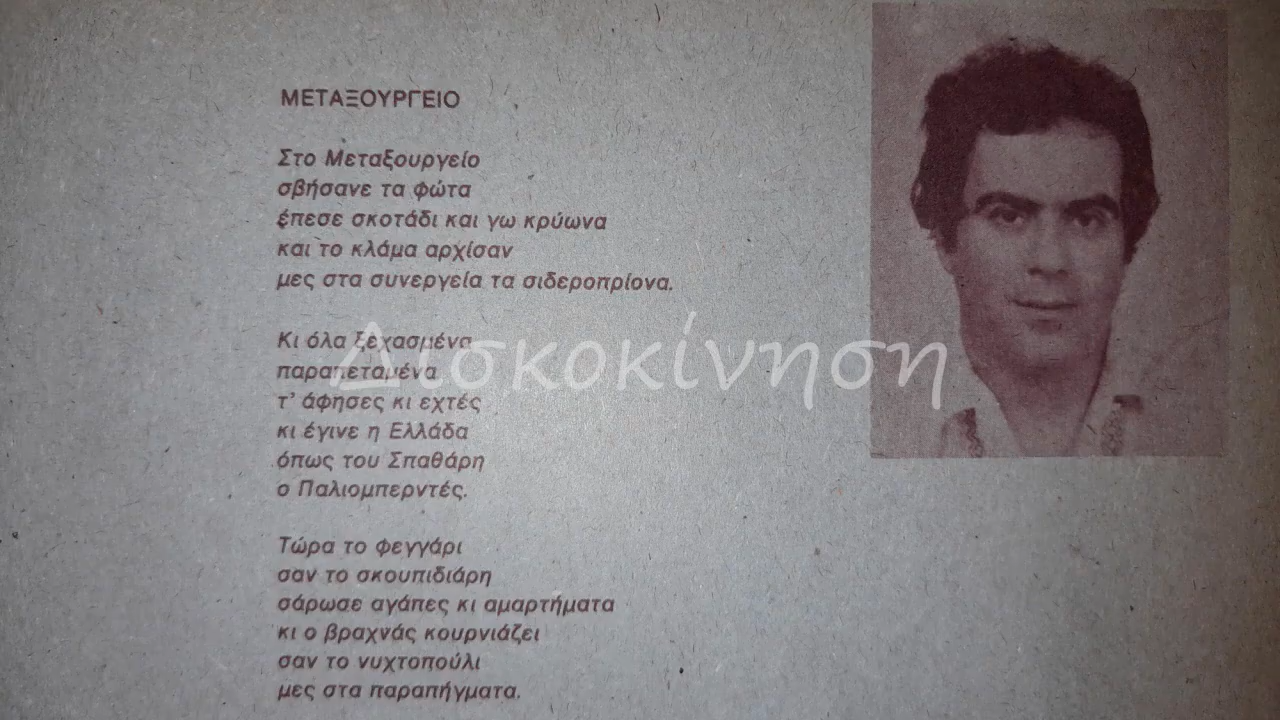 ΜΕΤΑΞΟΥΡΓΕΙΟ
Στο Μεταξουργείο
σβήσανε τα φώτα
έπεσε σκοτάδι και γω κρύωνα
και το κλάμα αρχίσαν
μες στα συνεργεία τα σιδεροπρίονα.
Κι όλα ξεχασμένα
παραπεταμένα
τ' άφησες κι εχτές
κι έγινε η Ελλάδα
όπως του Σπαθάρη
ο Παλιομπερντές.
Δισκοκίνηση
Τώρα το φεγγάρι
σαν το σκουπιδιάρη
σάρωσε αγάπες κι αμαρτήματα
κι ο βραχνάς κουρνιάζει
σαν το νυχτοπούλι
μες στα παραπήγματα.